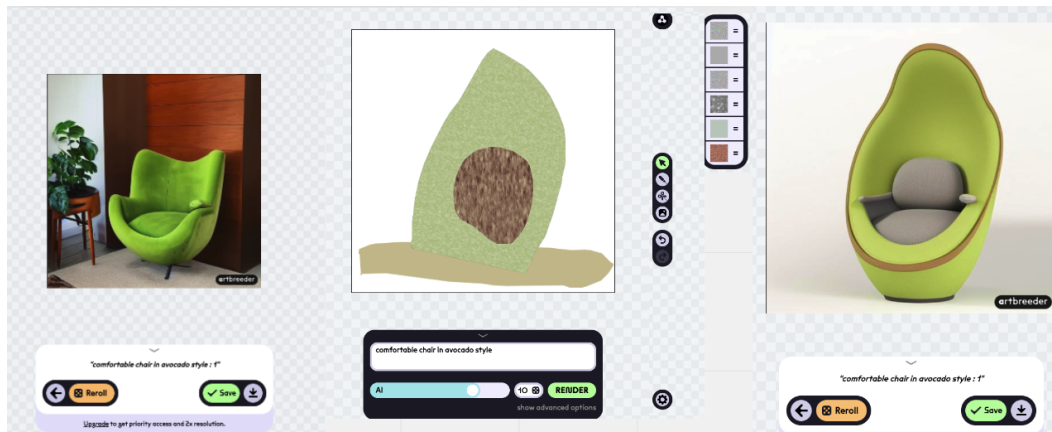 artbreeder
"comfortable chair in avocado style : 1"
Reroll
Save
Upgrade to get priority access and 2x resolution.
comfortable chair in avocado style
AI
10
RENDER
show advanced options
=
=
=
=
=
=
artbreeder
"comfortable chair in avocado style : 1"
Reroll
Save